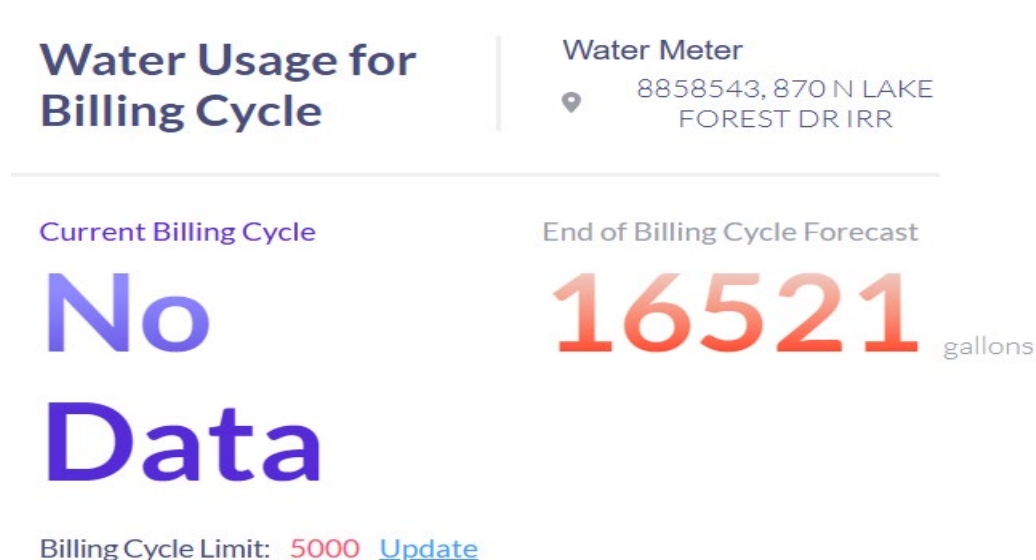 Water Usage for
Billing Cycle
Water Meter
8858543, 870 N LAKE
FOREST DR IRR
Current Billing Cycle
No
Data
End of Billing Cycle Forecast
16521 gallons
Billing Cycle Limit: 5000 Update